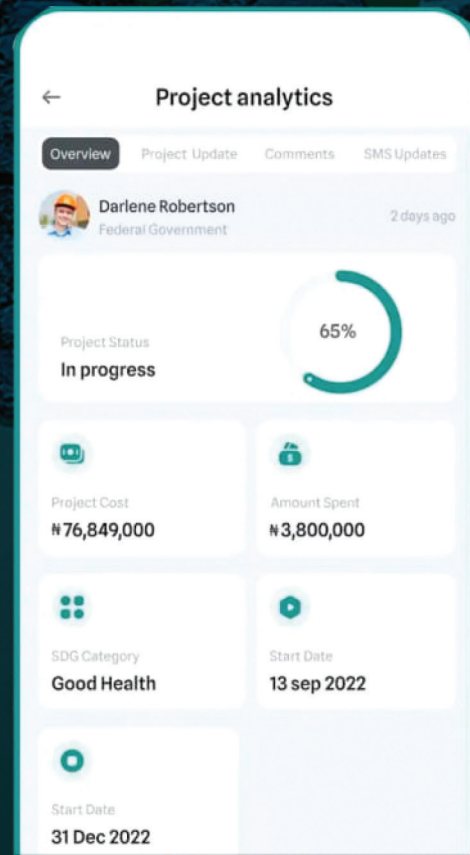 Project analytics
Overview Project Update Comments SMS Updates
Darlene Robertson
Federal Government
2 days ago
Project Status
In progress
65%
Project Cost
₦76,849,000
Amount Spent
₦3,800,000
SDG Category
Good Health
Start Date
13 sep 2022
Start Date
31 Dec 2022